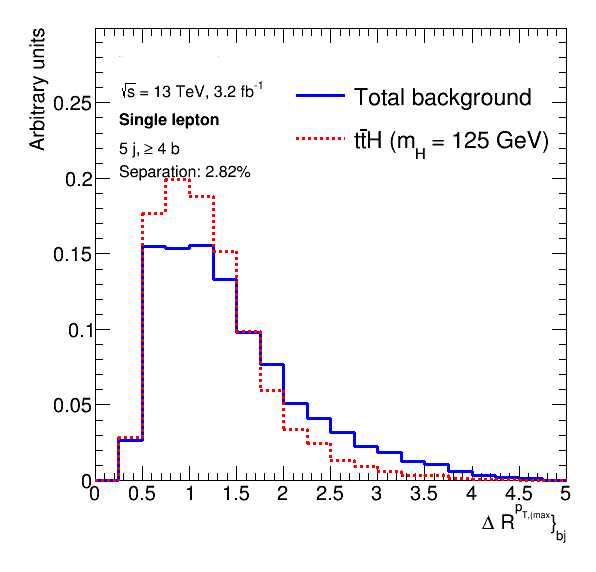 Arbitrary units
√s = 13 TeV, 3.2 fb⁻¹
Single lepton
5 j, ≥ 4 b
Separation: 2.82%
Total background
tt̄H (m_H = 125 GeV)
0.25
0.2
0.15
0.1
0.05
0
0 0.5 1 1.5 2 2.5 3 3.5 4 4.5 5
Δ R^{p_{T,(max}}}_{bj}